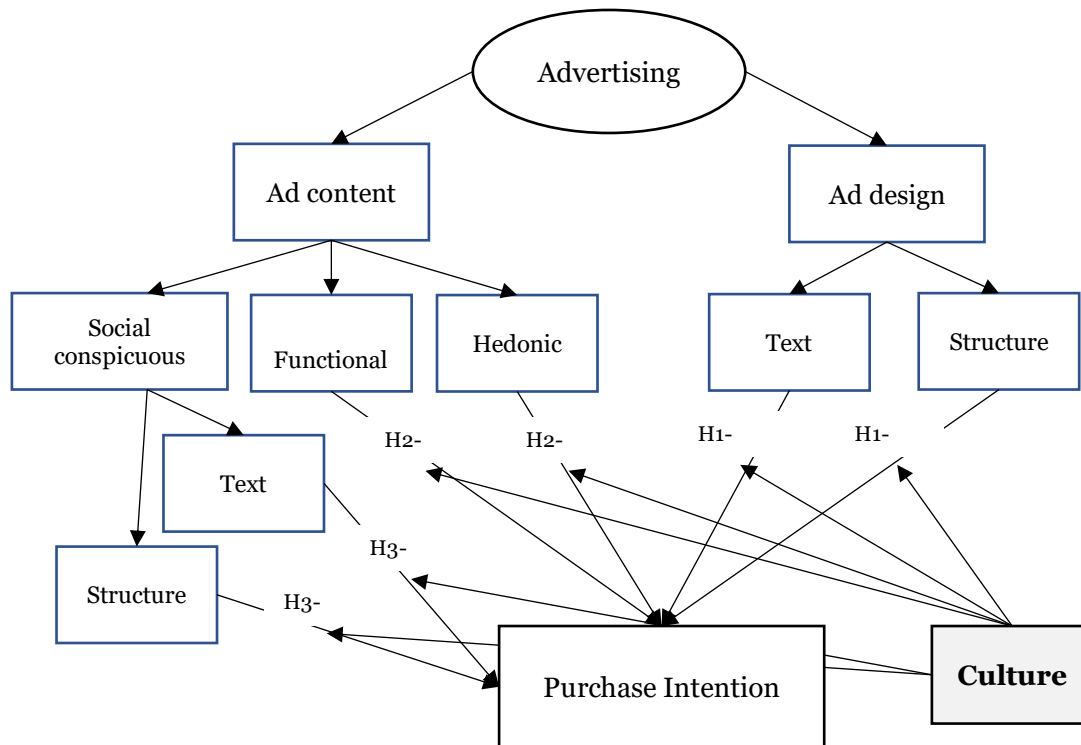 Advertising
Ad content
Ad design
Social
conspicuous
Functional
Hedonic
Text
Structure
H2-
H2-
H1-
H1-
Text
H3-
Structure
H3-
Purchase Intention
Culture